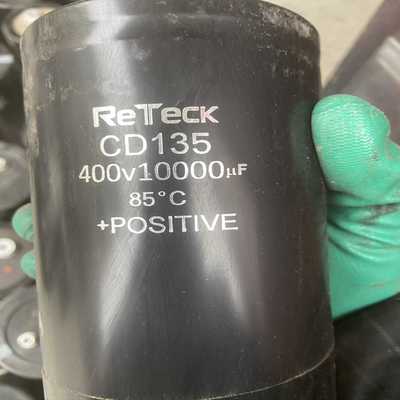 ReTeck
CD135
400v10000µF
85°C
+POSITIVE